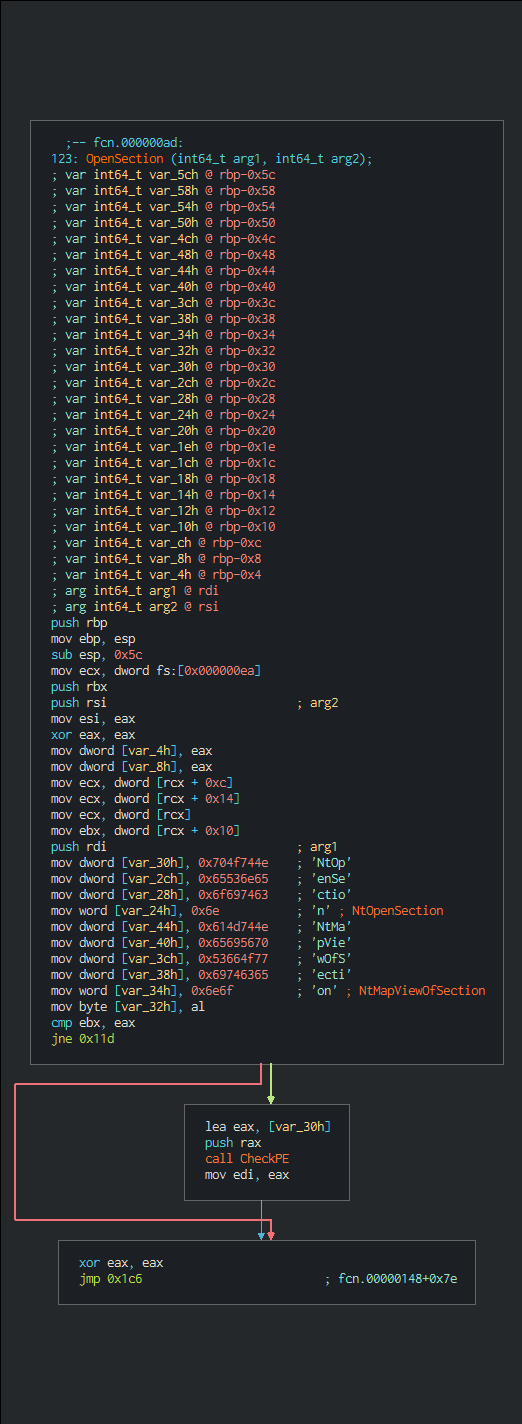 ;-- fcn.000000ad:
123: OpenSection (int64_t arg1, int64_t arg2);
; var int64_t var_5ch @ rbp-0x5c
; var int64_t var_58h @ rbp-0x58
; var int64_t var_54h @ rbp-0x54
; var int64_t var_50h @ rbp-0x50
; var int64_t var_4ch @ rbp-0x4c
; var int64_t var_48h @ rbp-0x48
; var int64_t var_44h @ rbp-0x44
; var int64_t var_40h @ rbp-0x40
; var int64_t var_3ch @ rbp-0x3c
; var int64_t var_38h @ rbp-0x38
; var int64_t var_34h @ rbp-0x34
; var int64_t var_32h @ rbp-0x32
; var int64_t var_30h @ rbp-0x30
; var int64_t var_2ch @ rbp-0x2c
; var int64_t var_28h @ rbp-0x28
; var int64_t var_24h @ rbp-0x24
; var int64_t var_20h @ rbp-0x20
; var int64_t var_1eh @ rbp-0x1e
; var int64_t var_1ch @ rbp-0x1c
; var int64_t var_18h @ rbp-0x18
; var int64_t var_14h @ rbp-0x14
; var int64_t var_12h @ rbp-0x12
; var int64_t var_10h @ rbp-0x10
; var int64_t var_ch @ rbp-0xc
; var int64_t var_8h @ rbp-0x8
; var int64_t var_4h @ rbp-0x4
; arg int64_t arg1 @ rdi
; arg int64_t arg2 @ rsi
push rbp
mov ebp, esp
sub esp, 0x5c
mov ecx, dword fs:[0x000000ea]
push rbx
push rsi ; arg2
mov esi, eax
xor eax, eax
mov dword [var_4h], eax
mov dword [var_8h], eax
mov ecx, dword [rcx + 0xc]
mov ecx, dword [rcx + 0x14]
mov ecx, dword [rcx]
mov ebx, dword [rcx + 0x10]
push rdi ; arg1
mov dword [var_30h], 0x704f744e ; 'NtOp'
mov dword [var_2ch], 0x65536e65 ; 'enSe'
mov dword [var_28h], 0x6f697463 ; 'ctio'
mov word [var_24h], 0x6e ; 'n' ; NtOpenSection
mov dword [var_44h], 0x614d744e ; 'NtMa'
mov dword [var_40h], 0x65695670 ; 'pVie'
mov dword [var_3ch], 0x53664f77 ; 'wOfS'
mov dword [var_38h], 0x69746365 ; 'ecti'
mov word [var_34h], 0x6e6f ; 'on' ; NtMapViewOfSection
mov byte [var_32h], al
cmp ebx, eax
jne 0x11d
lea eax, [var_30h]
push rax
call CheckPE
mov edi, eax
xor eax, eax
jmp 0x1c6 ; fcn.00000148+0x7e